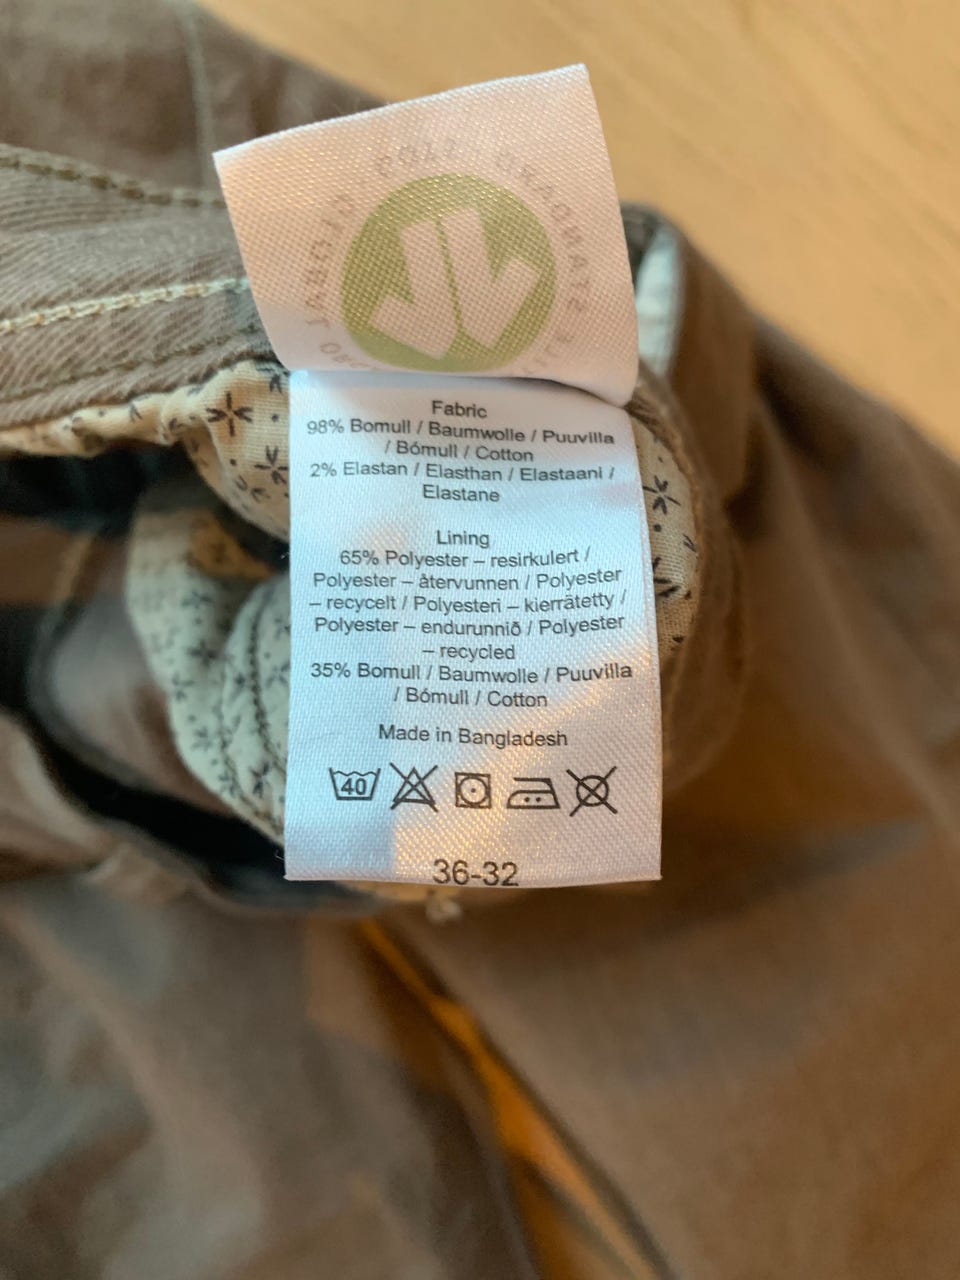 Fabric
98% Bomull / Baumwolle / Puuvilla
/ Bómull / Cotton
2% Elastan / Elasthan / Elastaani /
Elastane
Lining
65% Polyester – resirkulert /
Polyester – återvunnen / Polyester
– recycelt / Polyesteri – kierrätetty /
Polyester – endurunnið / Polyester
– recycled
35% Bomull / Baumwolle / Puuvilla
/ Bómull / Cotton
Made in Bangladesh
40
36-32